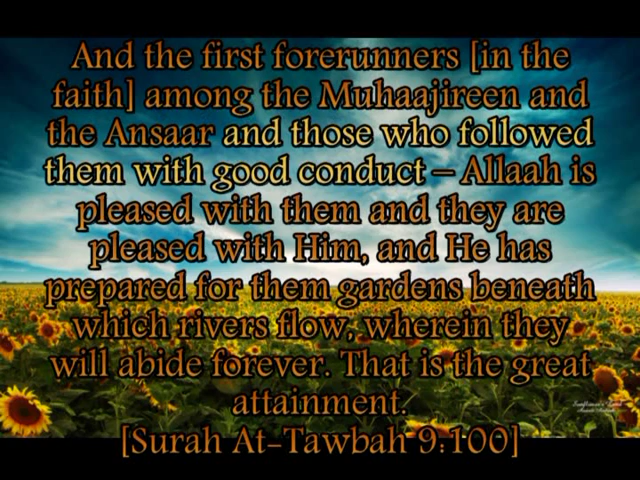 And the first forerunners [in the
faith] among the Muhaajireen and
the Ansaar and those who followed
them with good conduct – Allaah is
pleased with them and they are
pleased with Him, and He has
prepared for them gardens beneath
which rivers flow, wherein they
will abide forever. That is the great
attainment.
[Surah At-Tawbah 9:100]